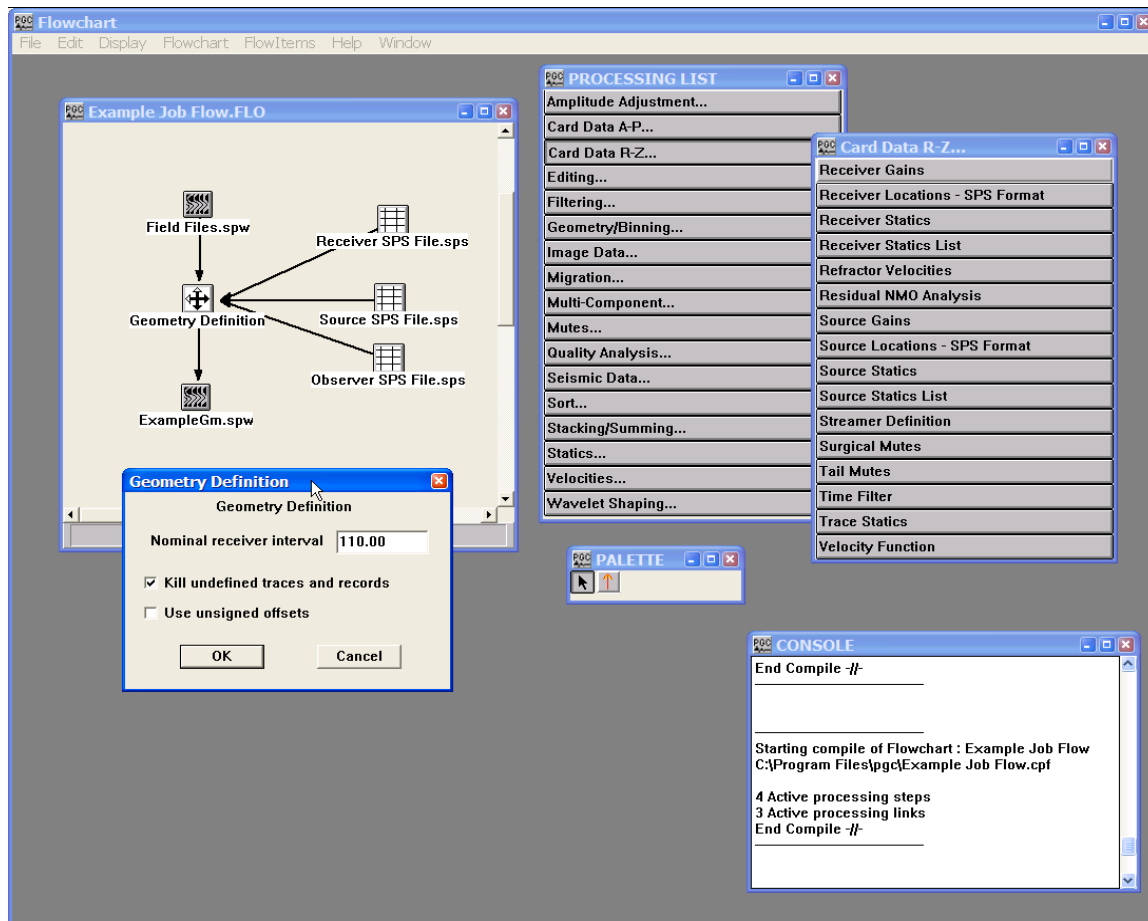 PGC Flowchart
File Edit Display Flowchart FlowItems Help Window
PGC Example Job Flow.FLO
Field Files.spw
Receiver SPS File.sps
Geometry Definition
Source SPS File.sps
Observer SPS File.sps
ExampleGm.spw
Geometry Definition
Geometry Definition
Nominal receiver interval 110.00
Kill undefined traces and records
Use unsigned offsets
OK Cancel
PGC PROCESSING LIST
Amplitude Adjustment...
Card Data A-P...
Card Data R-Z...
Editing...
Filtering...
Geometry/Binning...
Image Data...
Migration...
Multi-Component...
Mutes...
Quality Analysis...
Seismic Data...
Sort...
Stacking/Summing...
Statics...
Velocities...
Wavelet Shaping...
PGC Card Data R-Z...
Receiver Gains
Receiver Locations - SPS Format
Receiver Statics
Receiver Statics List
Refractor Velocities
Residual NMO Analysis
Source Gains
Source Locations - SPS Format
Source Statics
Source Statics List
Streamer Definition
Surgical Mutes
Tail Mutes
Time Filter
Trace Statics
Velocity Function
PGC PALETTE
PGC CONSOLE
End Compile -//-
Starting compile of Flowchart : Example Job Flow
C:\Program Files\pgc\Example Job Flow.cpf
4 Active processing steps
3 Active processing links
End Compile -//-